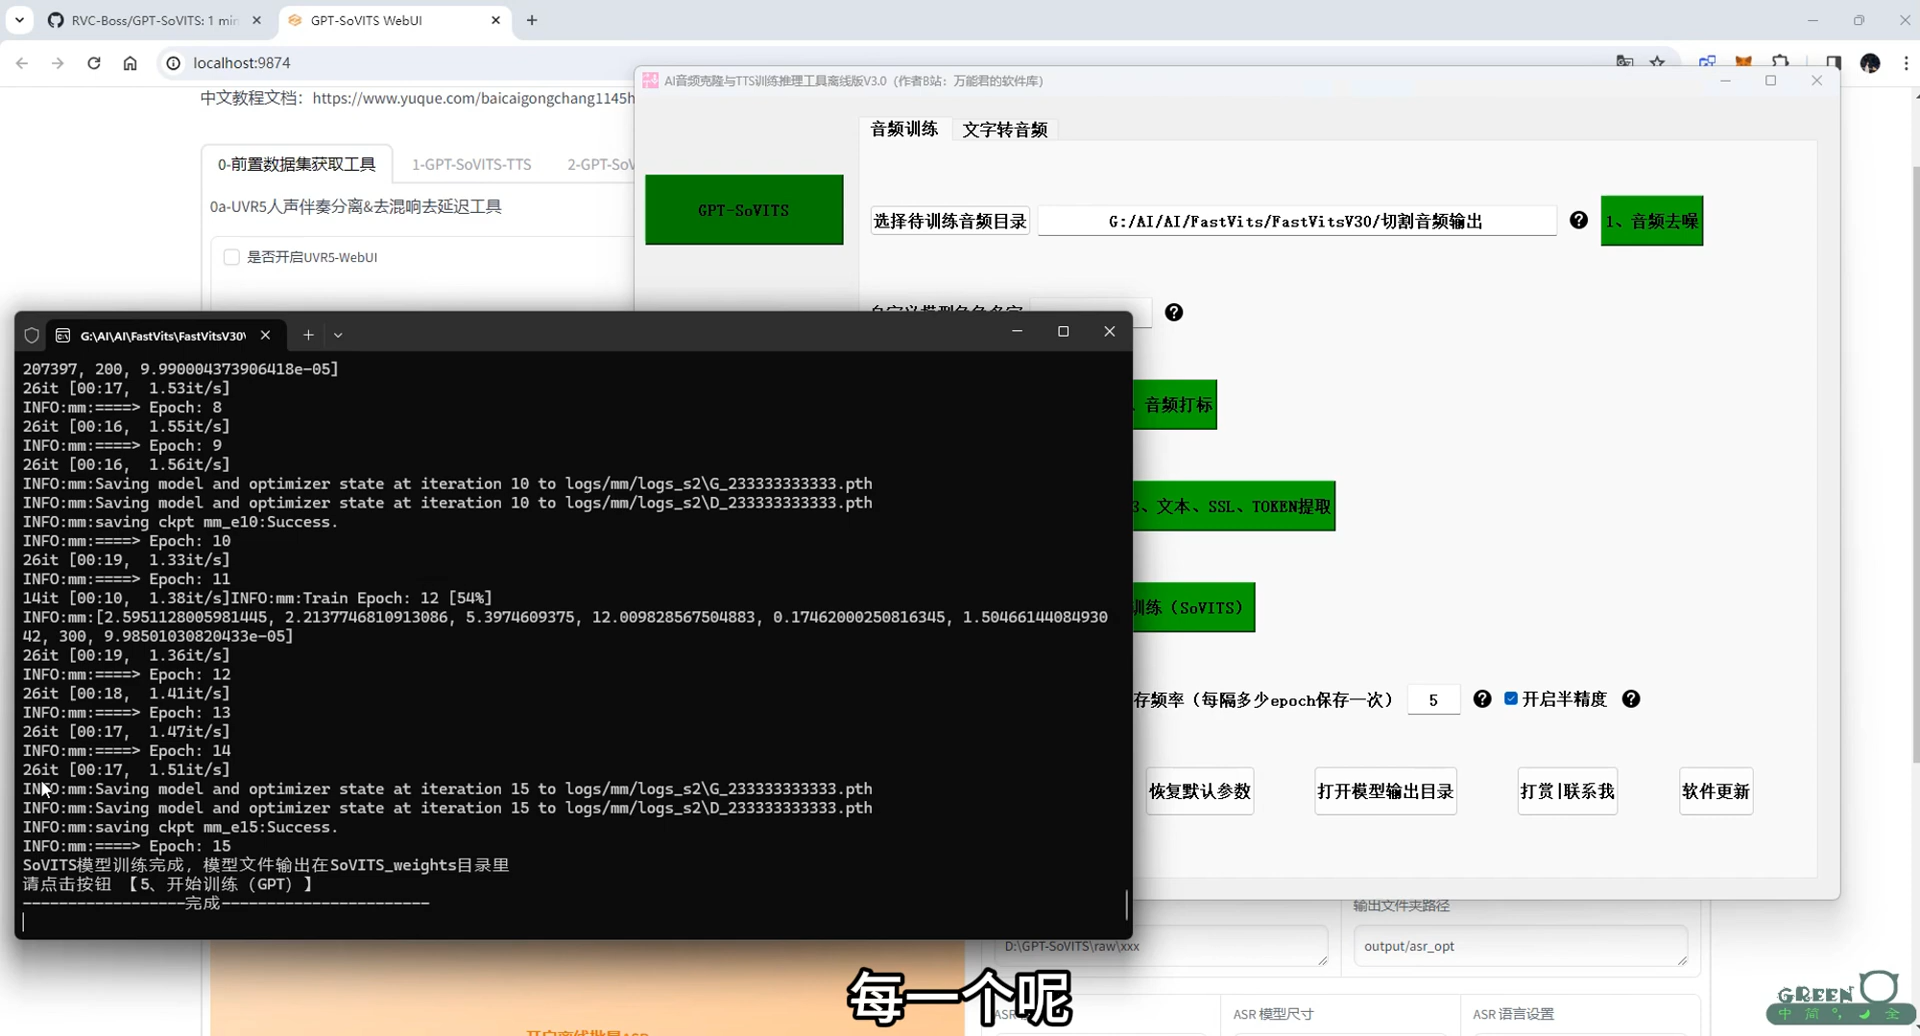 RVC-Boss/GPT-SoVITS: 1 min
GPT-SoVITS WebUI
localhost:9874
中文教程文档：https://www.yuque.com/baicaigongchang1145h
0-前置数据集获取工具
1-GPT-SoVITS-TTS
2-GPT-SoV
0a-UVR5人声伴奏分离&去混响去延迟工具
是否开启UVR5-WebUI
AI音频克隆与TTS训练推理工具离线版V3.0（作者B站：万能君的软件库）
音频训练
文字转音频
GPT-SoVITS
选择待训练音频目录
G:/AI/AI/FastVits/FastVitsV30/切割音频输出
1、音频去噪
音频打标
3、文本、SSL、TOKEN提取
训练（SoVITS）
存频率（每隔多少epoch保存一次）
5
开启半精度
恢复默认参数
打开模型输出目录
打赏|联系我
软件更新
G:\AI\AI\FastVits\FastVitsV30\
207397, 200, 9.990004373906418e-05]
26it [00:17,  1.53it/s]
INFO:mm:====> Epoch: 8
26it [00:16,  1.55it/s]
INFO:mm:====> Epoch: 9
26it [00:16,  1.56it/s]
INFO:mm:Saving model and optimizer state at iteration 10 to logs/mm/logs_s2\G_233333333333.pth
INFO:mm:Saving model and optimizer state at iteration 10 to logs/mm/logs_s2\D_233333333333.pth
INFO:mm:saving ckpt mm_e10:Success.
INFO:mm:====> Epoch: 10
26it [00:19,  1.33it/s]
INFO:mm:====> Epoch: 11
14it [00:10,  1.38it/s]INFO:mm:Train Epoch: 12 [54%]
INFO:mm:[2.5951128005981445, 2.2137746810913086, 5.3974609375, 12.009828567504883, 0.17462000250816345, 1.50466144084930
42, 300, 9.98501030820433e-05]
26it [00:19,  1.36it/s]
INFO:mm:====> Epoch: 12
26it [00:18,  1.41it/s]
INFO:mm:====> Epoch: 13
26it [00:17,  1.47it/s]
INFO:mm:====> Epoch: 14
26it [00:17,  1.51it/s]
INFO:mm:Saving model and optimizer state at iteration 15 to logs/mm/logs_s2\G_233333333333.pth
INFO:mm:Saving model and optimizer state at iteration 15 to logs/mm/logs_s2\D_233333333333.pth
INFO:mm:saving ckpt mm_e15:Success.
INFO:mm:====> Epoch: 15
SoVITS模型训练完成，模型文件输出在SoVITS_weights目录里
请点击按钮 【5、开始训练（GPT）】
------------------完成-----------------------
输出文件夹路径
D:\GPT-SoVITS\raw\xxx
output/asr_opt
每一个呢
ASR 模型尺寸
ASR 语言设置
GREEN
中 简 °, 全